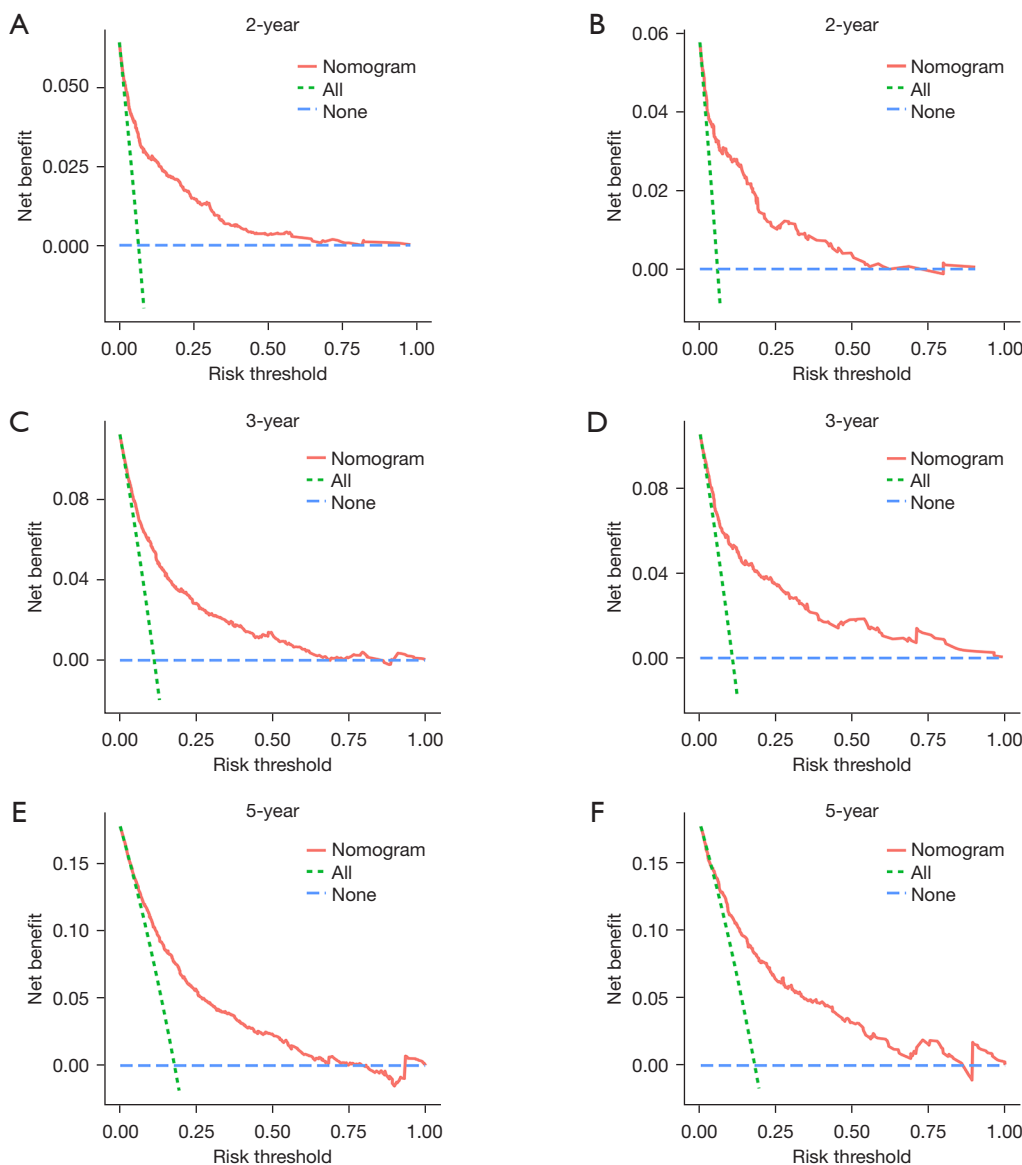 A
2-year
Nomogram
All
None
0.050
0.025
0.000
Net benefit
0.00 0.25 0.50 0.75 1.00
Risk threshold
B
2-year
Nomogram
All
None
0.06
0.04
0.02
0.00
Net benefit
0.00 0.25 0.50 0.75 1.00
Risk threshold
C
3-year
Nomogram
All
None
0.08
0.04
0.00
Net benefit
0.00 0.25 0.50 0.75 1.00
Risk threshold
D
3-year
Nomogram
All
None
0.08
0.04
0.00
Net benefit
0.00 0.25 0.50 0.75 1.00
Risk threshold
E
5-year
Nomogram
All
None
0.15
0.10
0.05
0.00
Net benefit
0.00 0.25 0.50 0.75 1.00
Risk threshold
F
5-year
Nomogram
All
None
0.15
0.10
0.05
0.00
Net benefit
0.00 0.25 0.50 0.75 1.00
Risk threshold